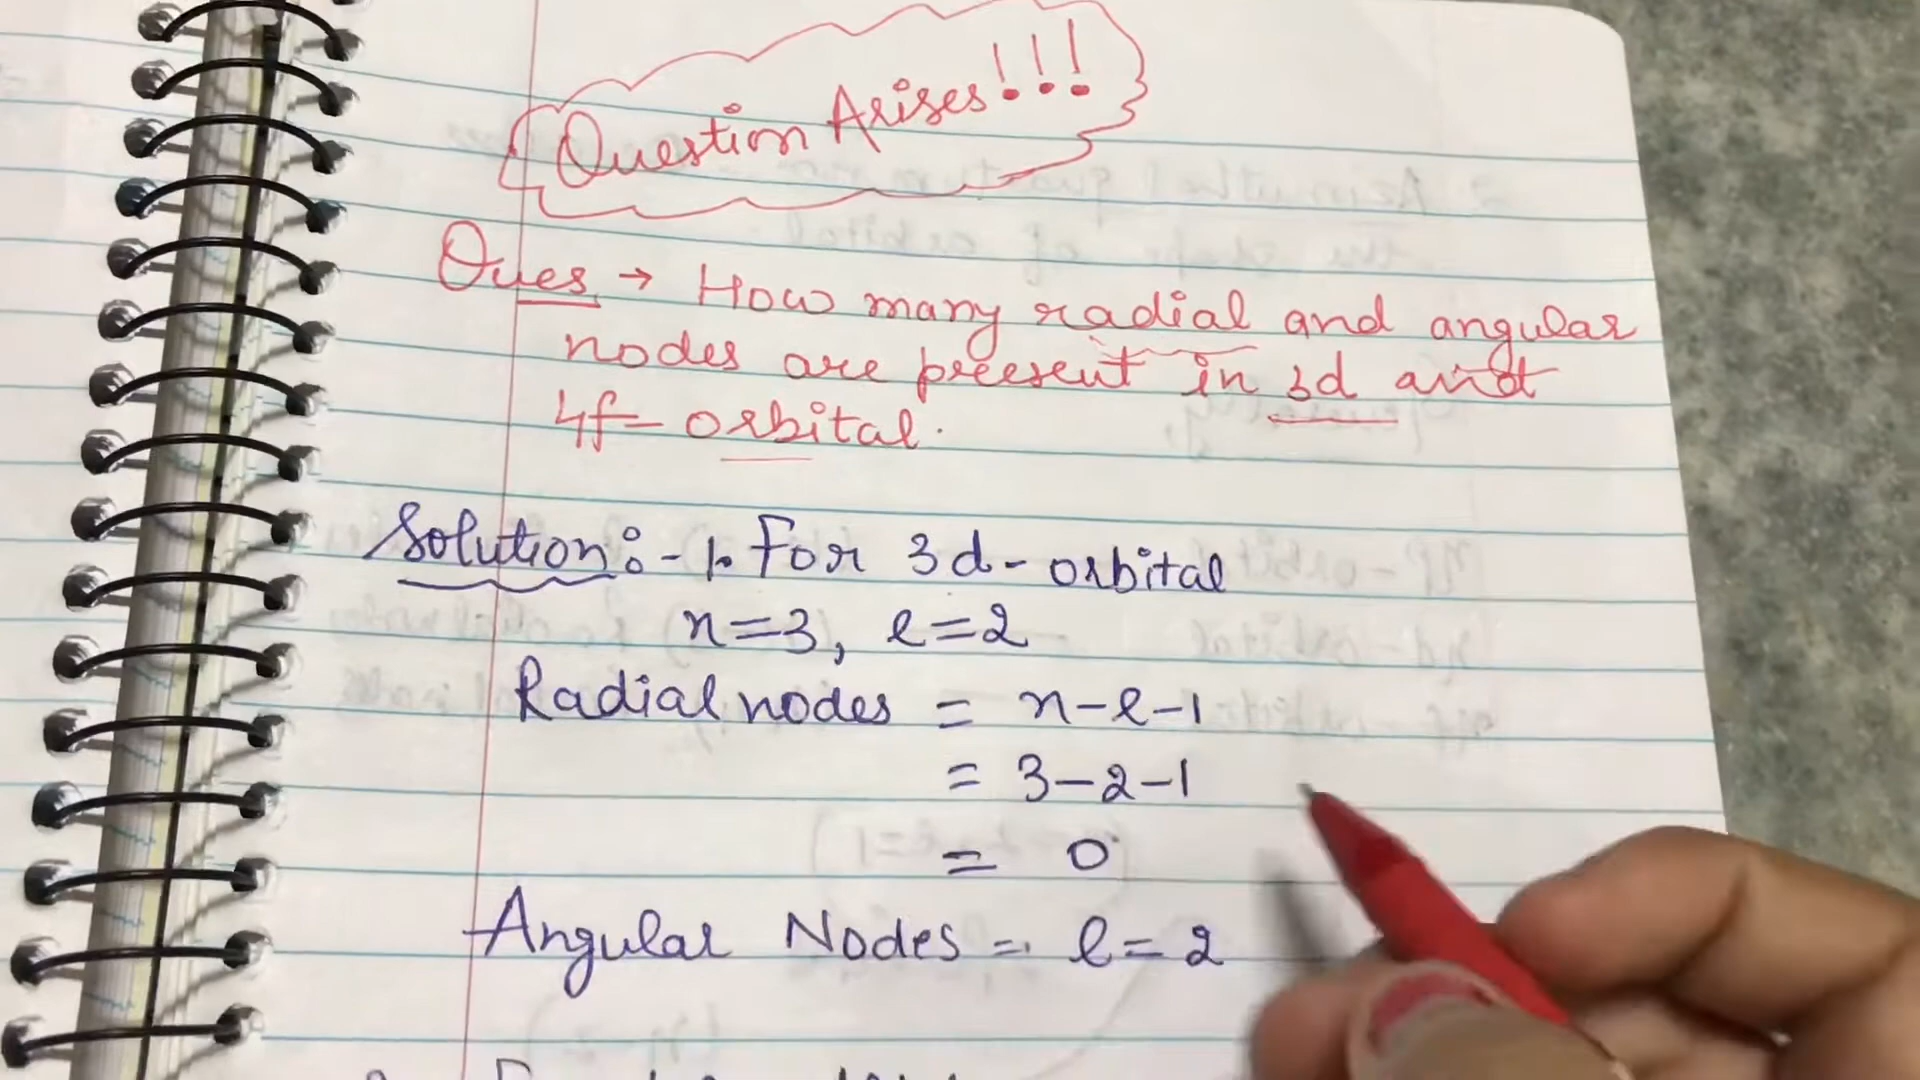 Question Arises!!!
Ques → How many radial and angular
nodes are present in 3d and
4f- orbital.
Solution:- 1. For 3d- orbital
n=3, l=2
Radial nodes = n-l-1
= 3-2-1
= 0
Angular Nodes = l=2